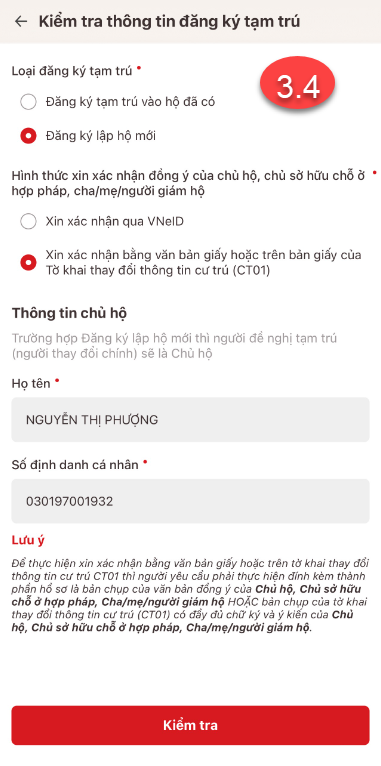 Kiểm tra thông tin đăng ký tạm trú
Loại đăng ký tạm trú *
3.4
Đăng ký tạm trú vào hộ đã có
Đăng ký lập hộ mới
Hình thức xin xác nhận đồng ý của chủ hộ, chủ sở hữu chỗ ở *
hợp pháp, cha/mẹ/người giám hộ
Xin xác nhận qua VNeID
Xin xác nhận bằng văn bản giấy hoặc trên bản giấy của
Tờ khai thay đổi thông tin cư trú (CT01)
Thông tin chủ hộ
Trường hợp Đăng ký lập hộ mới thì người đề nghị tạm trú
(người thay đổi chính) sẽ là Chủ hộ
Họ tên *
NGUYỄN THỊ PHƯỢNG
Số định danh cá nhân *
030197001932
Lưu ý
Để thực hiện xin xác nhận bằng văn bản giấy hoặc trên tờ khai thay
đổi thông tin cư trú CT01 thì người yêu cầu phải thực hiện đính kèm thành
phần hồ sơ là bản chụp của văn bản đồng ý của Chủ hộ, Chủ sở hữu
chỗ ở hợp pháp, Cha/mẹ/người giám hộ HOẶC bản chụp của tờ khai
thay đổi thông tin cư trú (CT01) có đầy đủ chữ ký và ý kiến của Chủ
hộ, Chủ sở hữu chỗ ở hợp pháp, Cha/mẹ/người giám hộ.
Kiểm tra